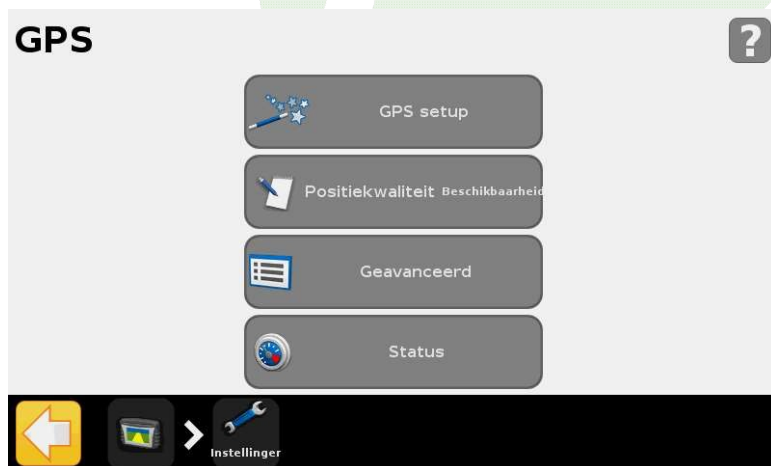 GPS
?
GPS setup
Positiekwaliteit Beschikbaarheid
Geavanceerd
Status
Instellinger